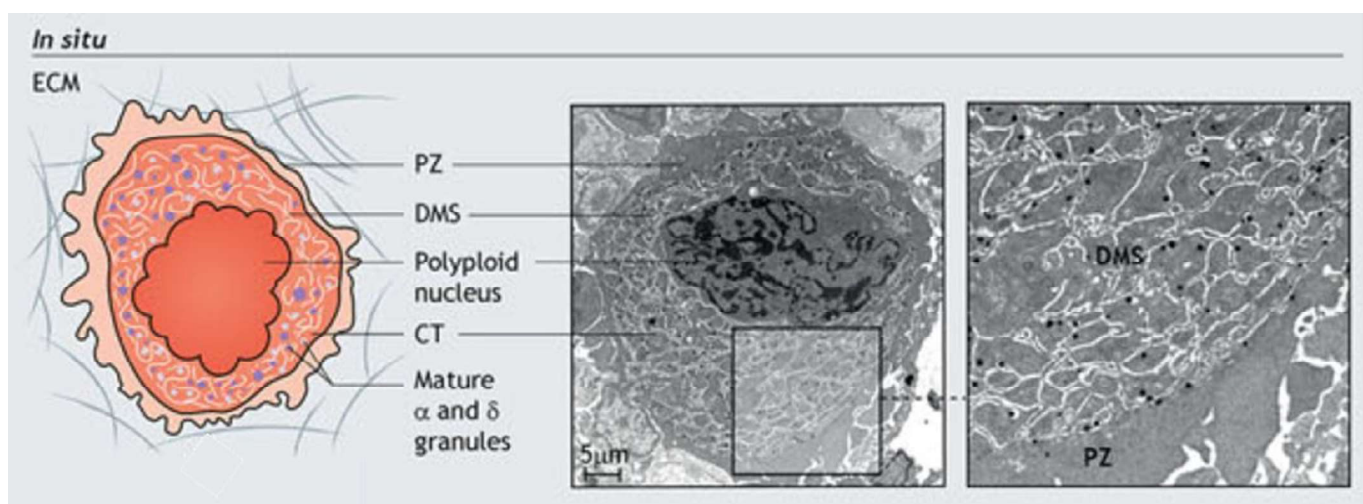 In situ
ECM
PZ
DMS
Polyploid
nucleus
CT
Mature
α and δ
granules
5μm
DMS
PZ